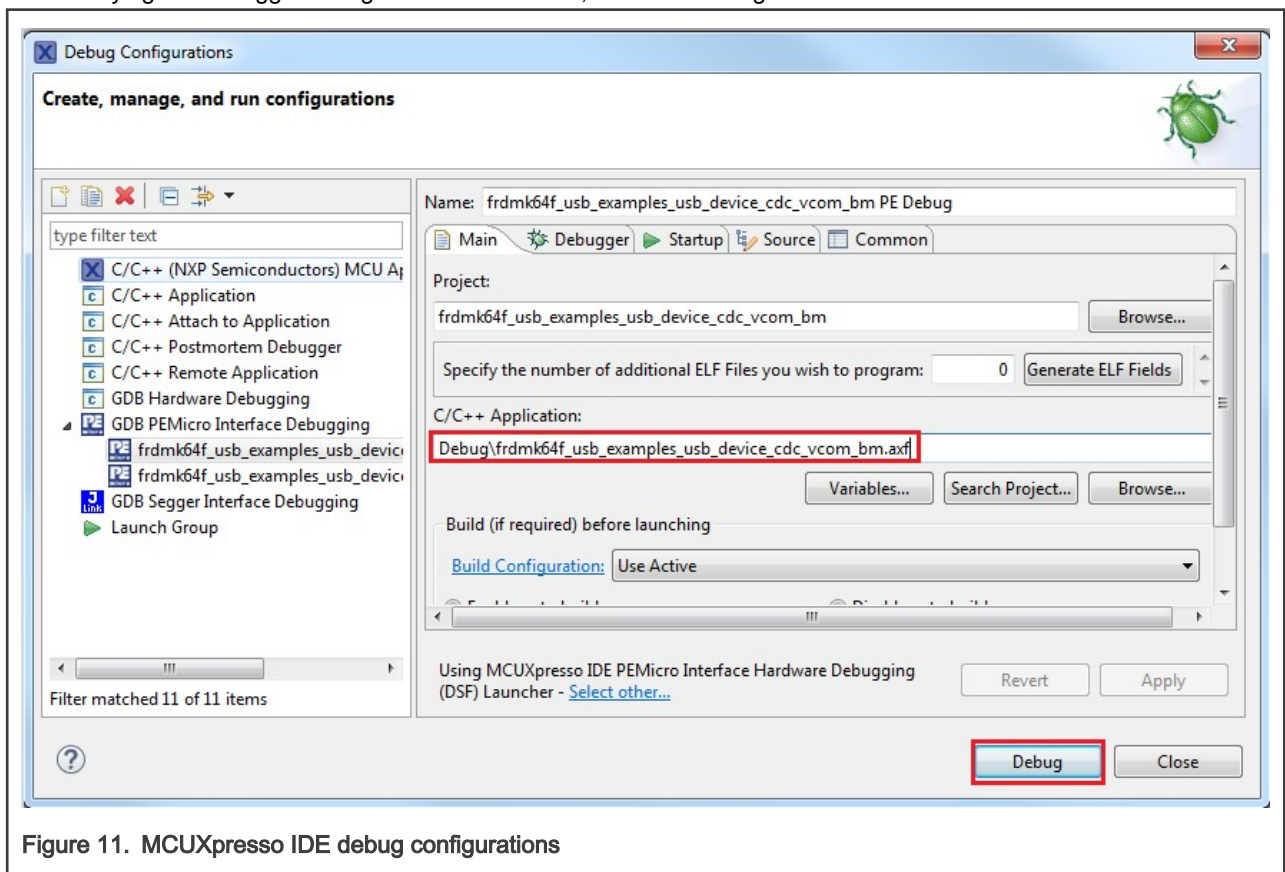 Debug Configurations
Create, manage, and run configurations
type filter text
C/C++ (NXP Semiconductors) MCU Ap
C/C++ Application
C/C++ Attach to Application
C/C++ Postmortem Debugger
C/C++ Remote Application
GDB Hardware Debugging
GDB PEMicro Interface Debugging
frdmk64f_usb_examples_usb_device
frdmk64f_usb_examples_usb_device
GDB Segger Interface Debugging
Launch Group
Filter matched 11 of 11 items
Name: frdmk64f_usb_examples_usb_device_cdc_vcom_bm PE Debug
Main Debugger Startup Source Common
Project:
frdmk64f_usb_examples_usb_device_cdc_vcom_bm Browse...
Specify the number of additional ELF Files you wish to program: 0 Generate ELF Fields
C/C++ Application:
Debug\frdmk64f_usb_examples_usb_device_cdc_vcom_bm.axf
Variables... Search Project... Browse...
Build (if required) before launching
Build Configuration: Use Active
Using MCUXpresso IDE PEMicro Interface Hardware Debugging
(DSF) Launcher - Select other...
Revert Apply
Debug Close
Figure 11. MCUXpresso IDE debug configurations